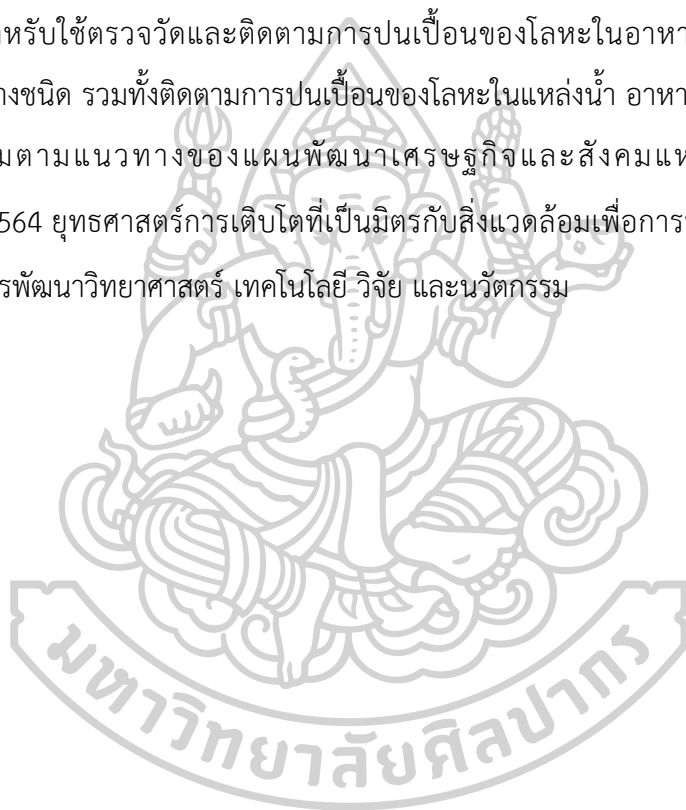 หรับใช้ตรวจวัดและติดตามการปนเปื้อนของโลหะในอาหา
างชนิด รวมทั้งติดตามการปนเปื้อนของโลหะในแหล่งน้ำ อาหา
มตามแนวทางของแผนพัฒนาเศรษฐกิจและสังคมแห
564 ยุทธศาสตร์การเติบโตที่เป็นมิตรกับสิ่งแวดล้อมเพื่อการ
รพัฒนาวิทยาศาสตร์ เทคโนโลยี วิจัย และนวัตกรรม
มหาวิทยาลัยศิลปากร